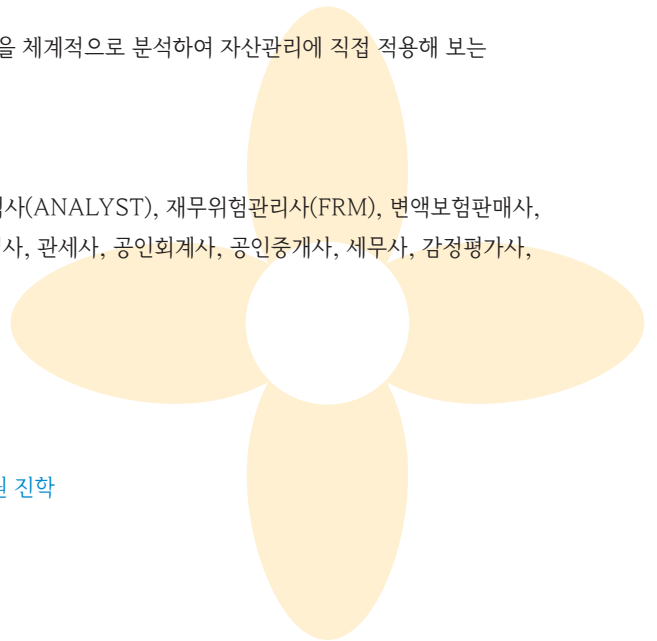 을 체계적으로 분석하여 자산관리에 직접 적용해 보는
사(ANALYST), 재무위험관리사(FRM), 변액보험판매사,
사, 관세사, 공인회계사, 공인중개사, 세무사, 감정평가사,
진학